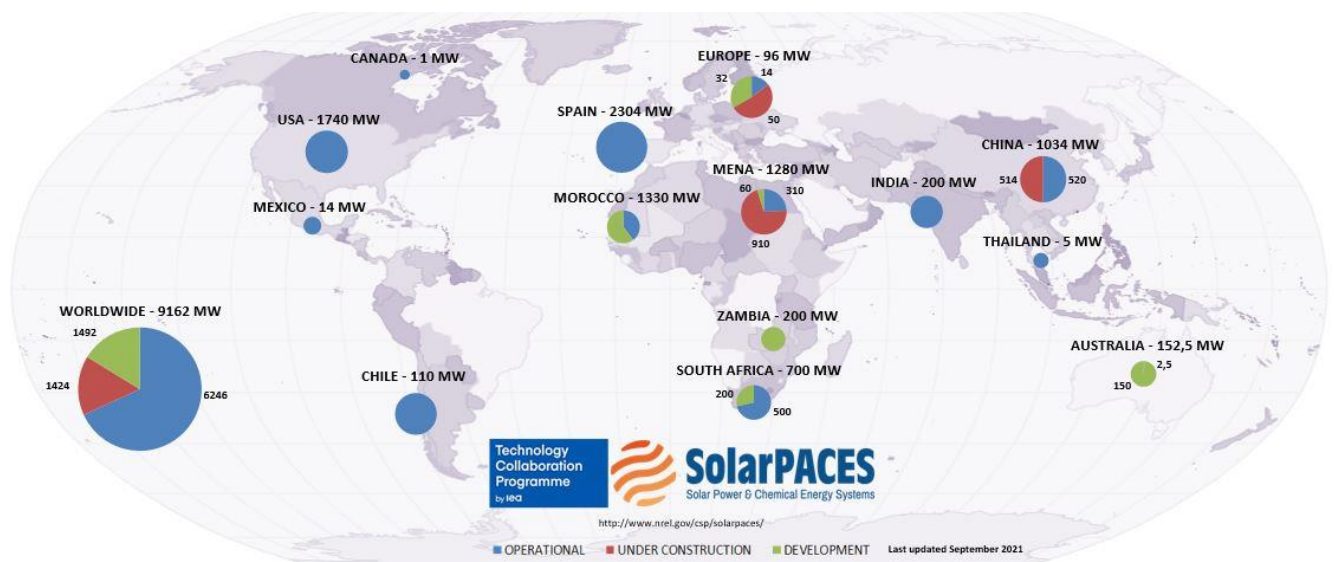 CANADA - 1 MW
EUROPE - 96 MW
32
14
50
USA - 1740 MW
SPAIN - 2304 MW
CHINA - 1034 MW
514
520
MENA - 1280 MW
60
310
910
INDIA - 200 MW
MOROCCO - 1330 MW
MEXICO - 14 MW
THAILAND - 5 MW
WORLDWIDE - 9162 MW
1492
1424
6246
ZAMBIA - 200 MW
AUSTRALIA - 152,5 MW
2,5
150
CHILE - 110 MW
SOUTH AFRICA - 700 MW
200
500
Technology
Collaboration
Programme
by iea
SolarPACES
Solar Power & Chemical Energy Systems
http://www.nrel.gov/csp/solarpaces/
OPERATIONAL UNDER CONSTRUCTION DEVELOPMENT Last updated September 2021